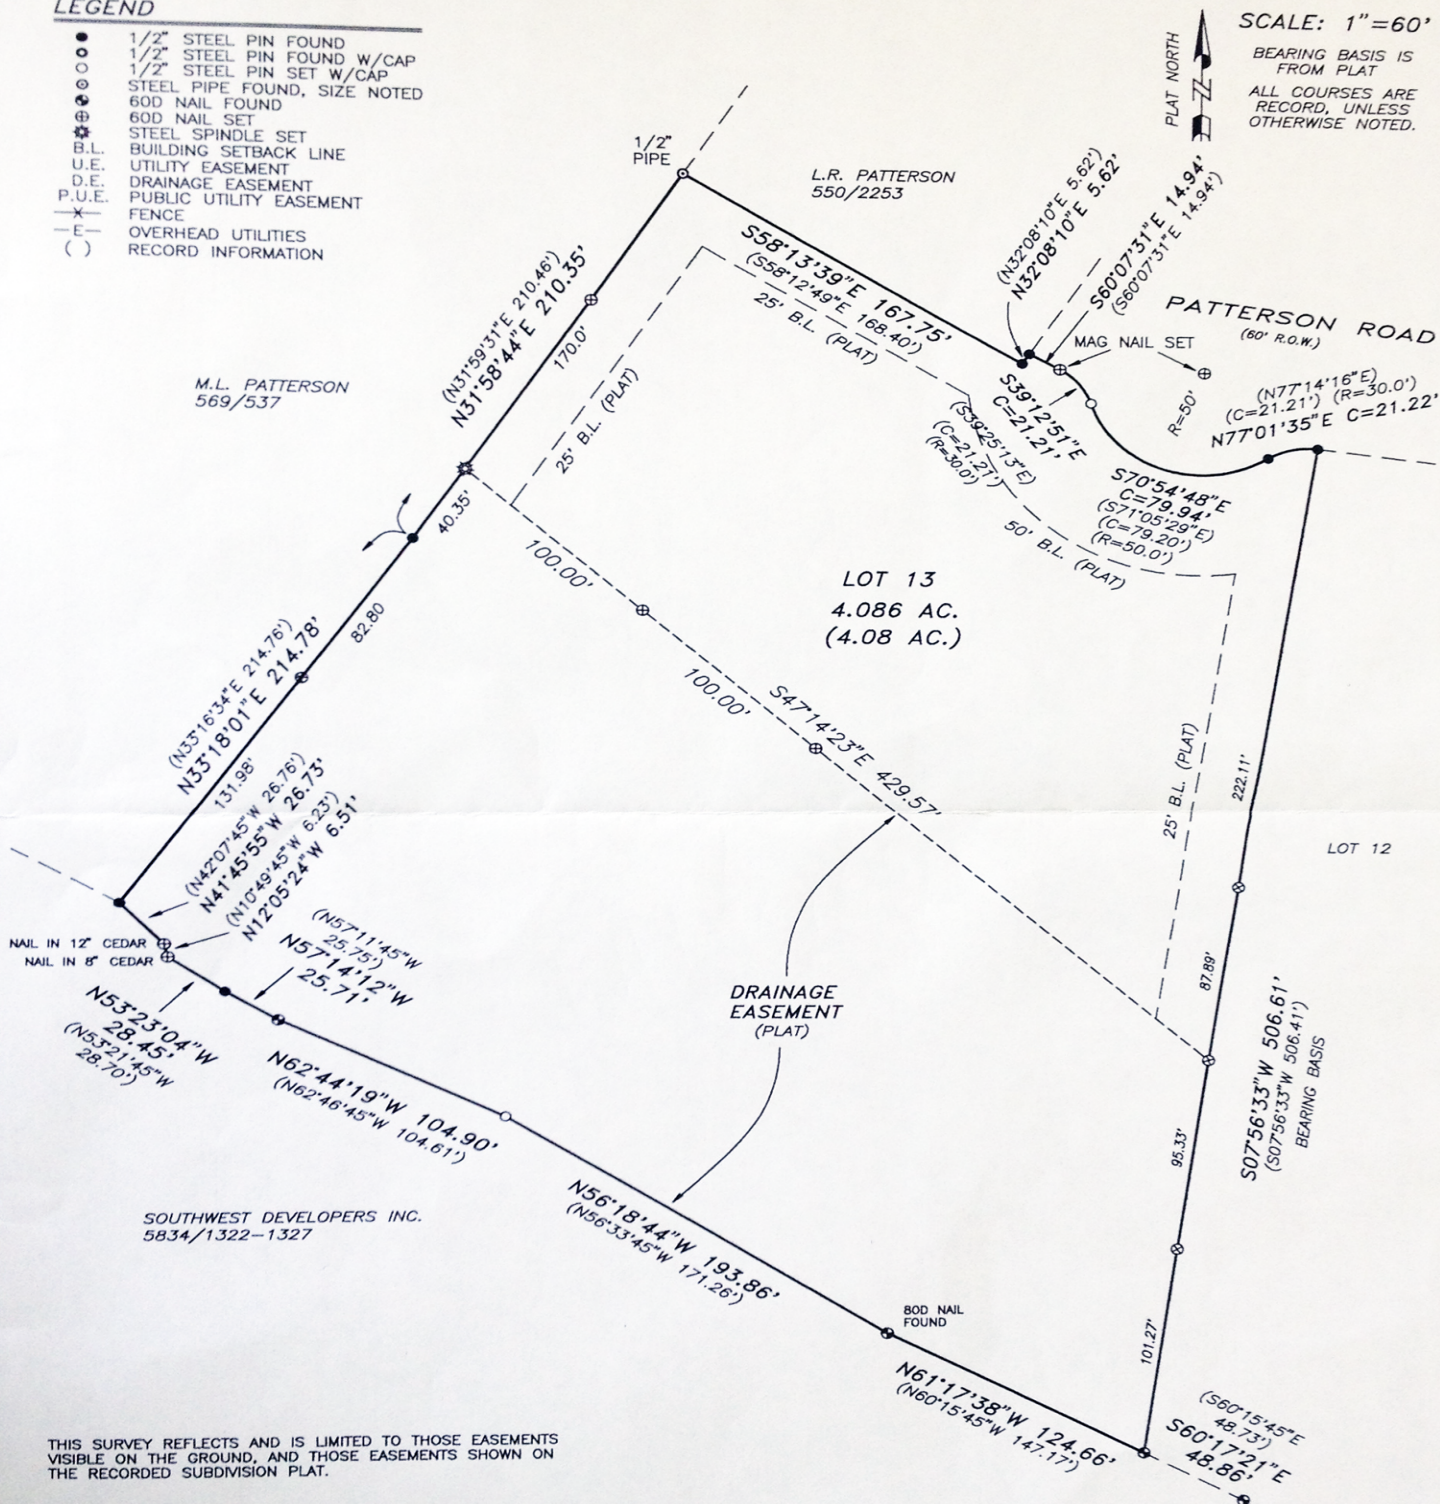 LEGEND
1/2" STEEL PIN FOUND
1/2" STEEL PIN FOUND W/CAP
1/2" STEEL PIN SET W/CAP
STEEL PIPE FOUND, SIZE NOTED
60D NAIL FOUND
60D NAIL SET
STEEL SPINDLE SET
B.L. BUILDING SETBACK LINE
U.E. UTILITY EASEMENT
D.E. DRAINAGE EASEMENT
P.U.E. PUBLIC UTILITY EASEMENT
—X— FENCE
—E— OVERHEAD UTILITIES
( ) RECORD INFORMATION
PLAT NORTH
N
SCALE: 1"=60'
BEARING BASIS IS
FROM PLAT
ALL COURSES ARE
RECORD, UNLESS
OTHERWISE NOTED.
1/2"
PIPE
L.R. PATTERSON
550/2253
S58°13'39"E 167.75'
(S58°12'49"E 168.40')
25' B.L. (PLAT)
(N32°08'10"E 5.62')
N32°08'10"E 5.62'
S60°07'31"E 14.94'
(S60°07'31"E 14.94')
PATTERSON ROAD
(60' R.O.W.)
MAG NAIL SET
R=50'
(N77°14'16"E)
(C=21.21') (R=30.0')
N77°01'35"E C=21.22'
S39°12'51"E
C=21.21'
(S39°25'13"E)
(C=21.21')
(R=30.0')
S70°54'48"E
C=79.94'
(S71°05'29"E)
(C=79.20')
(R=50.0')
50' B.L. (PLAT)
(N31°59'31"E 210.46')
N31°58'44"E 210.35'
170.0'
25' B.L. (PLAT)
M.L. PATTERSON
569/537
40.35'
100.00'
LOT 13
4.086 AC.
(4.08 AC.)
82.80
(N33°16'34"E 214.76')
N33°18'01"E 214.78'
131.98'
100.00'
S47°14'23"E 429.57'
25' B.L. (PLAT)
222.11'
LOT 12
(N42°07'45"W 26.76')
N41°45'55"W 26.73'
(N10°49'45"W 6.23')
N12°05'24"W 6.51'
NAIL IN 12" CEDAR
NAIL IN 8" CEDAR
(N57°11'45"W
25.75')
N57°14'12"W
25.71'
N53°23'04"W
28.45'
(N53°21'45"W
28.70')
87.89'
DRAINAGE
EASEMENT
(PLAT)
S07°56'33"W 506.61'
(S07°56'33"W 506.41')
BEARING BASIS
N62°44'19"W 104.90'
(N62°46'45"W 104.61')
95.33'
SOUTHWEST DEVELOPERS INC.
5834/1322-1327
N56°18'44"W 193.86'
(N56°33'45"W 171.26')
80D NAIL
FOUND
101.27'
N61°17'38"W 124.66'
(N60°15'45"W 147.17')
(S60°15'45"E
48.73')
S60°17'21"E
48.86'
THIS SURVEY REFLECTS AND IS LIMITED TO THOSE EASEMENTS
VISIBLE ON THE GROUND, AND THOSE EASEMENTS SHOWN ON
THE RECORDED SUBDIVISION PLAT.